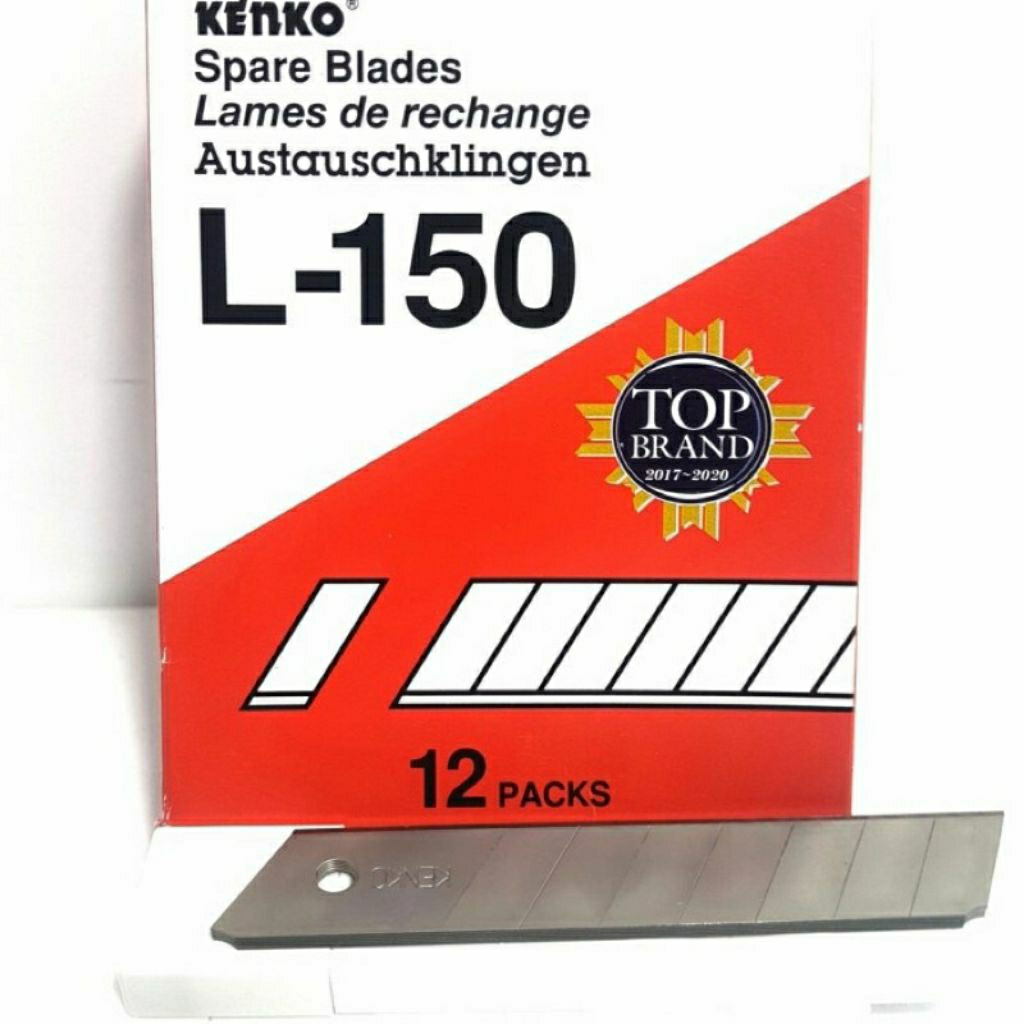 KENKO®
Spare Blades
Lames de rechange
Austauschklingen
L-150
TOP
BRAND
2017~2020
12 PACKS
KENKO